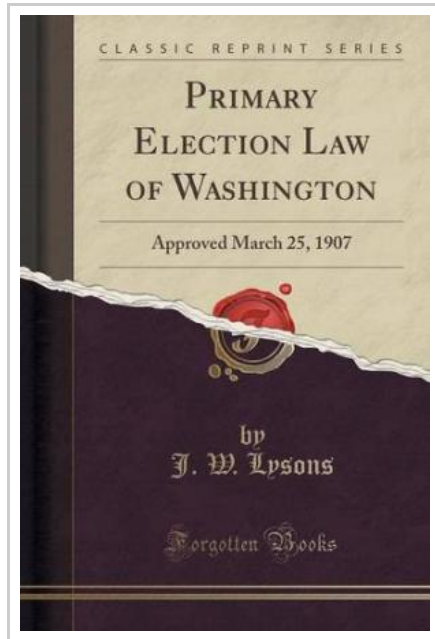 CLASSIC REPRINT SERIES
PRIMARY
ELECTION LAW
OF WASHINGTON
Approved March 25, 1907
F
by
J. W. Lysons
Forgotten Books